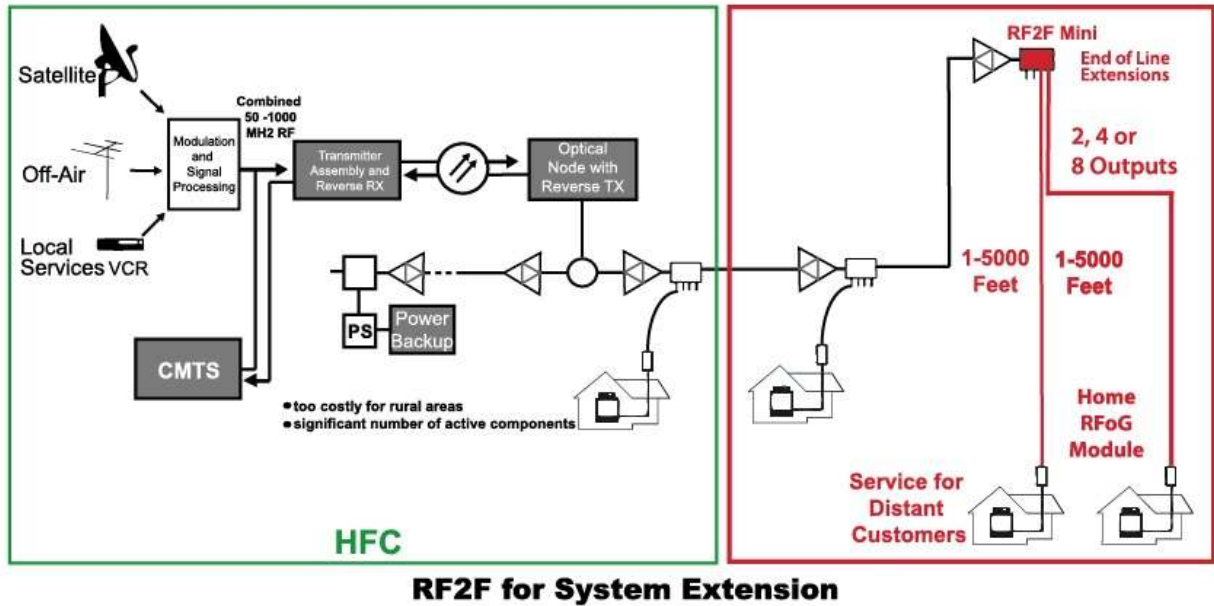 Satellite
Off-Air
Local
Services VCR
Modulation
and
Signal
Processing
Combined
50 -1000
MH2 RF
Transmitter
Assembly and
Reverse RX
Optical
Node with
Reverse TX
PS
Power
Backup
CMTS
• too costly for rural areas
• significant number of active components
HFC
RF2F Mini
End of Line
Extensions
2, 4 or
8 Outputs
1-5000
Feet
1-5000
Feet
Home
RFoG
Module
Service for
Distant
Customers
RF2F for System Extension